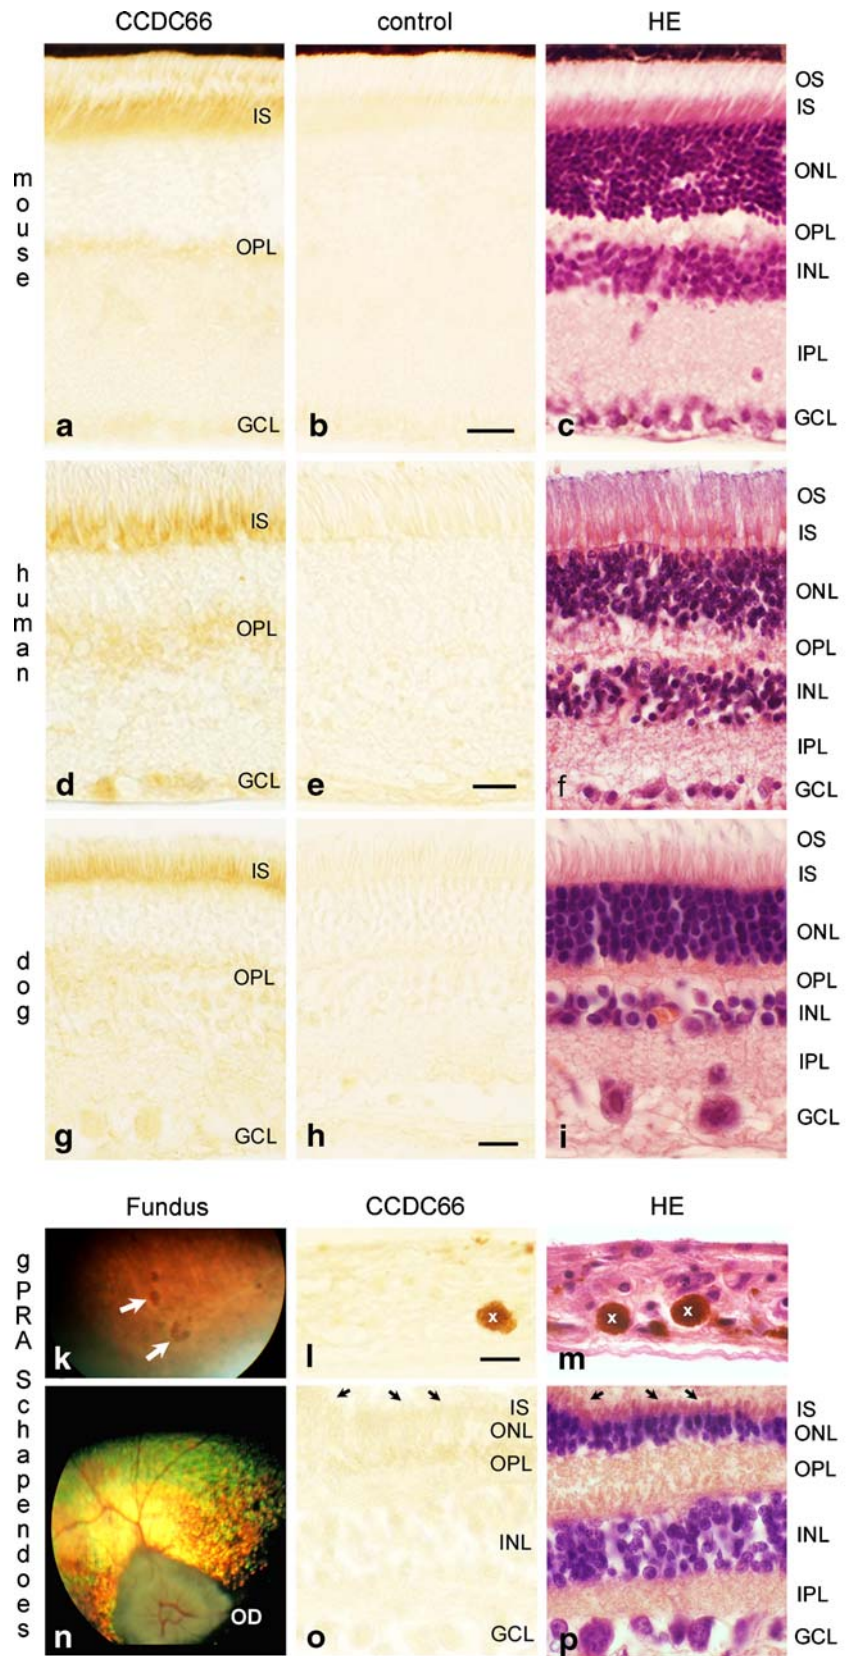 CCDC66 control HE
mouse
IS
OPL
GCL
a
b
c
OS
IS
ONL
OPL
INL
IPL
GCL
human
IS
OPL
GCL
d
e
f
OS
IS
ONL
OPL
INL
IPL
GCL
dog
IS
OPL
GCL
g
h
i
OS
IS
ONL
OPL
INL
IPL
GCL
Fundus CCDC66 HE
gPRA Schapendoes
k
x
l
x x
m
OD
n
IS
ONL
OPL
INL
GCL
o
p
IS
ONL
OPL
INL
IPL
GCL